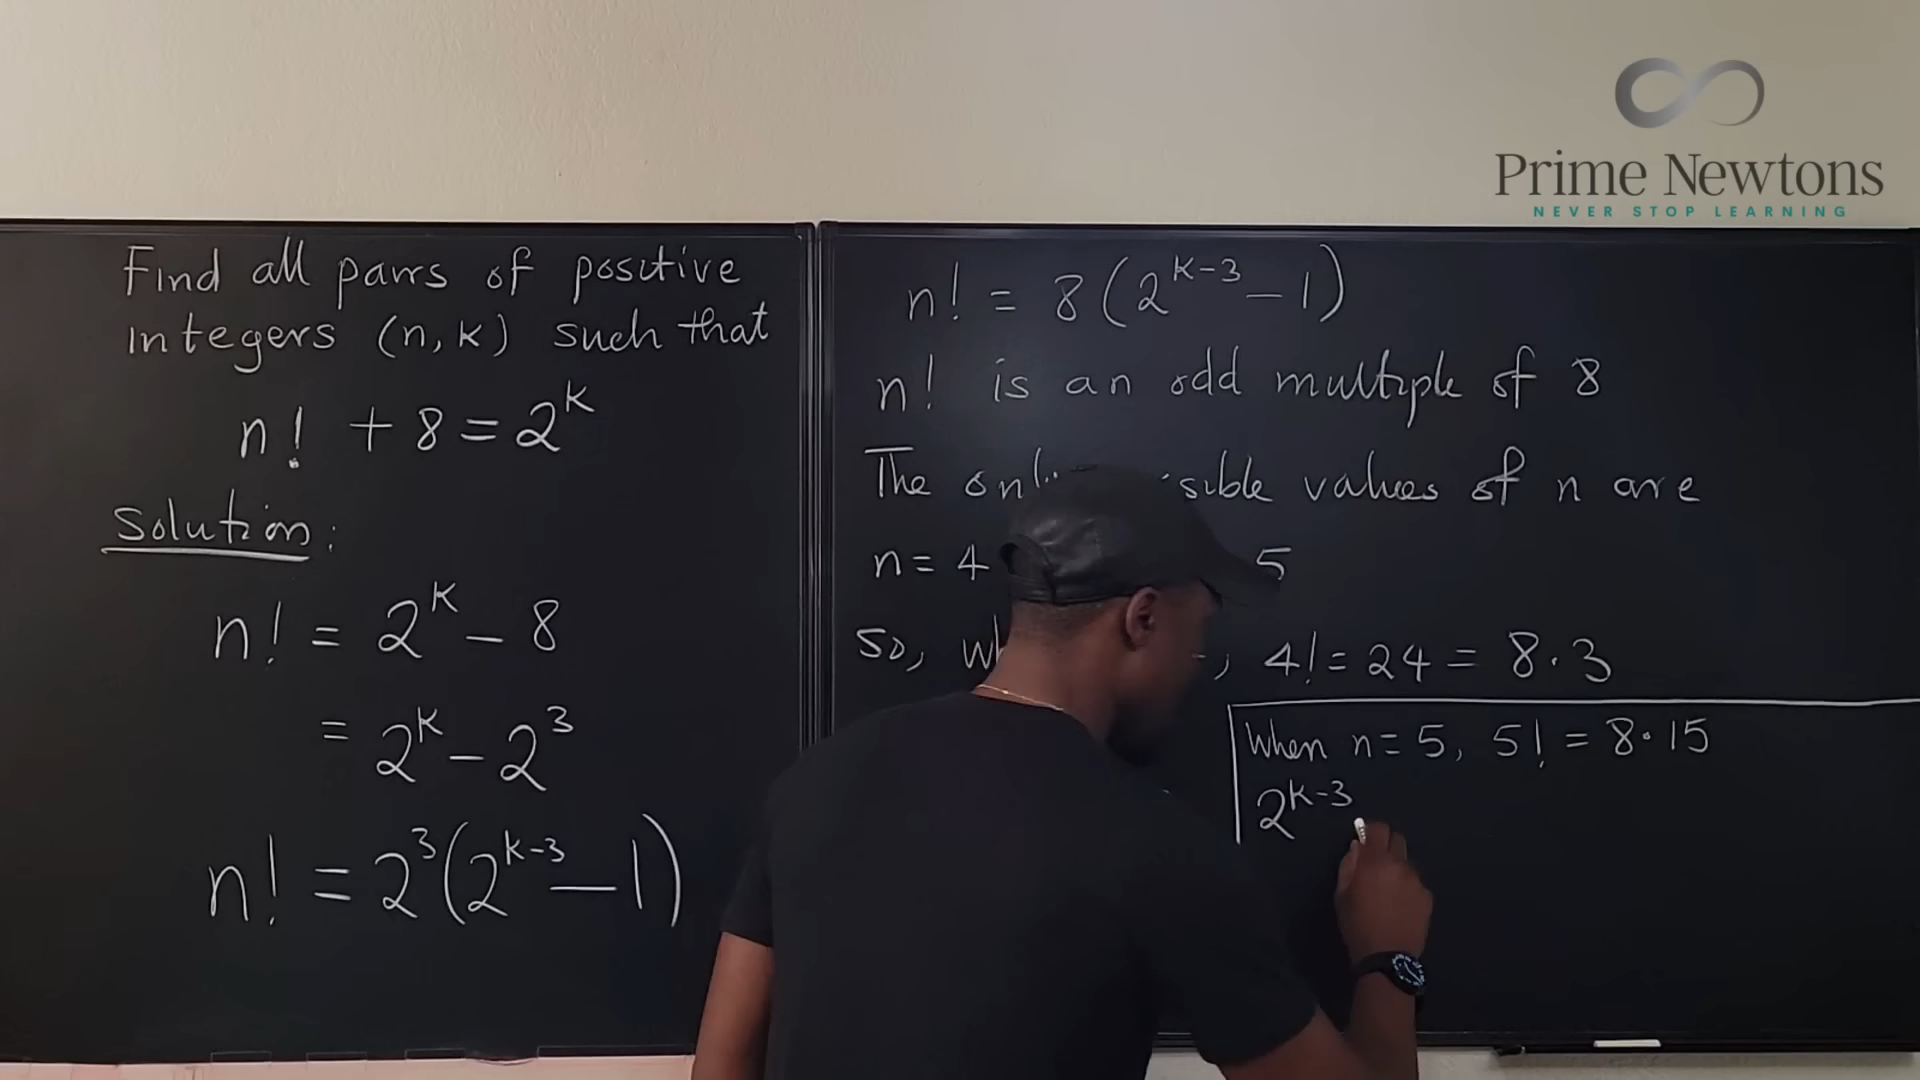 Prime Newtons
NEVER STOP LEARNING
Find all pairs of positive
integers (n, k) such that
n! + 8 = 2^k
Solution:
n! = 2^k - 8
= 2^k - 2^3
n! = 2^3(2^{k-3} - 1)
n! = 8(2^{k-3} - 1)
n! is an odd multiple of 8
The values of n are
n = 4 5
So, 4! = 24 = 8·3
When n = 5, 5! = 8·15
2^{k-3}